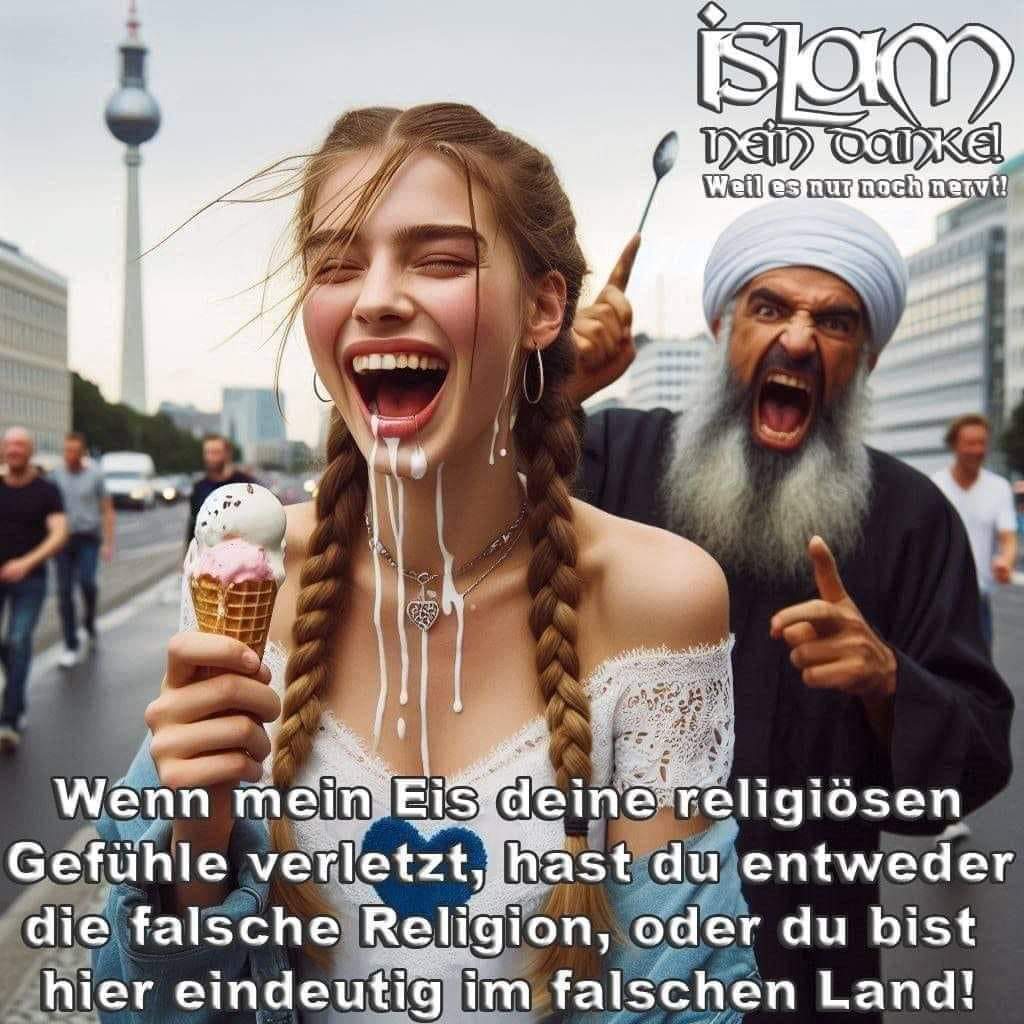 isLam
nein danke!
Weil es nur noch nervt!
Wenn mein Eis deine religiösen
Gefühle verletzt, hast du entweder
die falsche Religion, oder du bist
hier eindeutig im falschen Land!